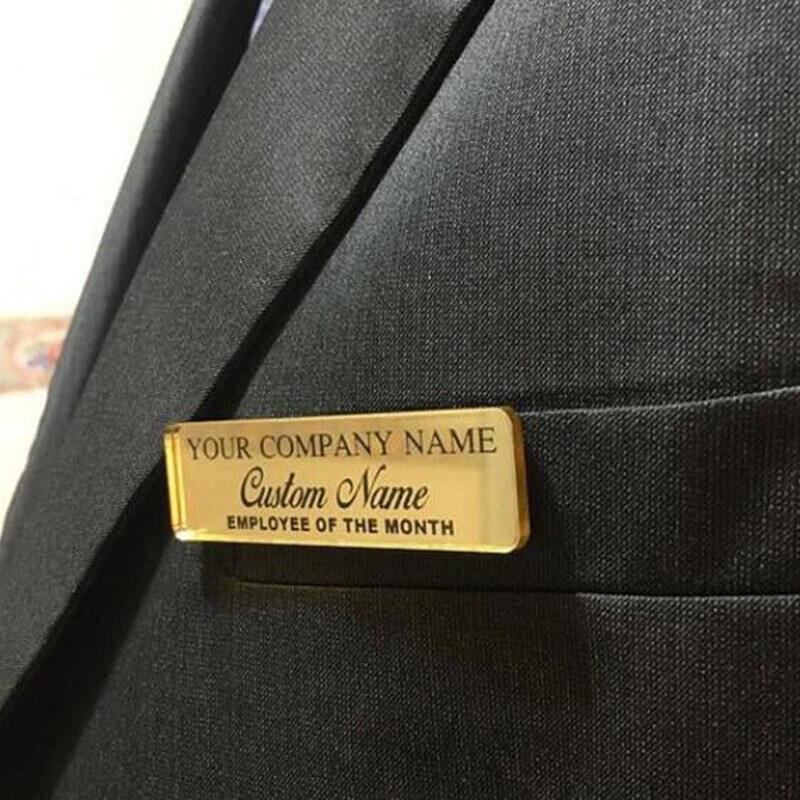 YOUR COMPANY NAME
Custom Name
EMPLOYEE OF THE MONTH